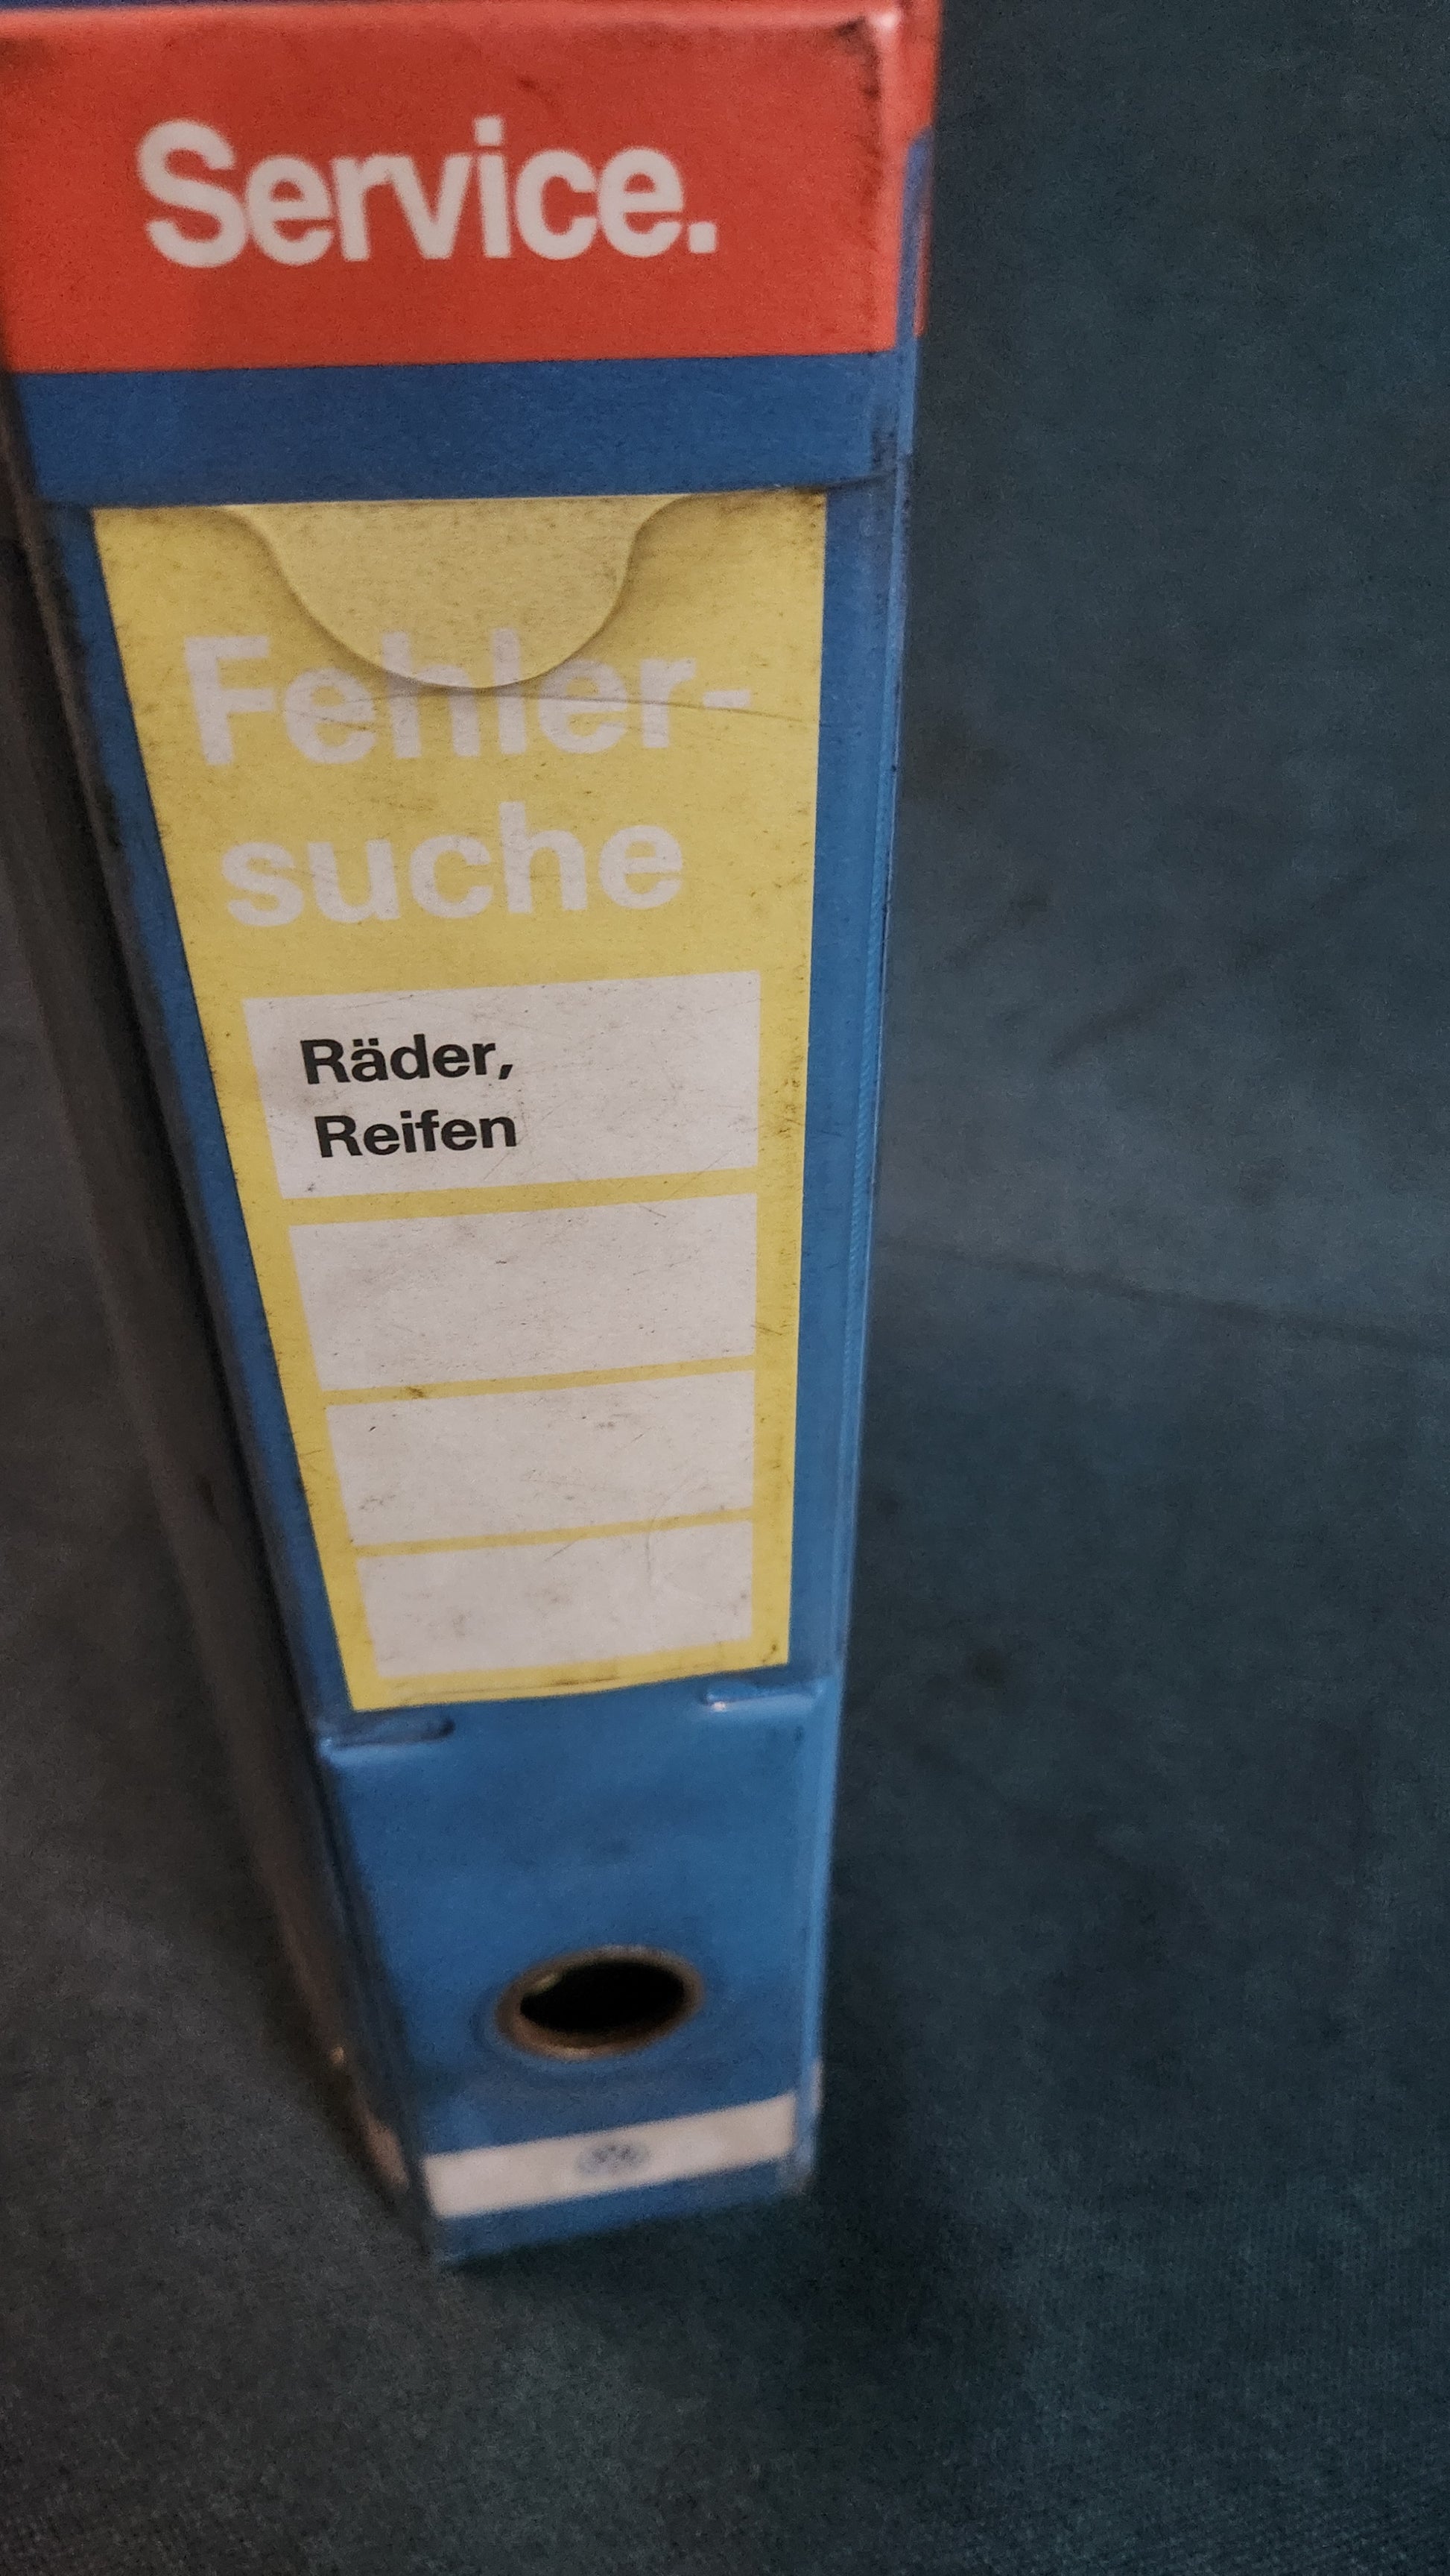 Service.
Fehler-
suche
Räder,
Reifen